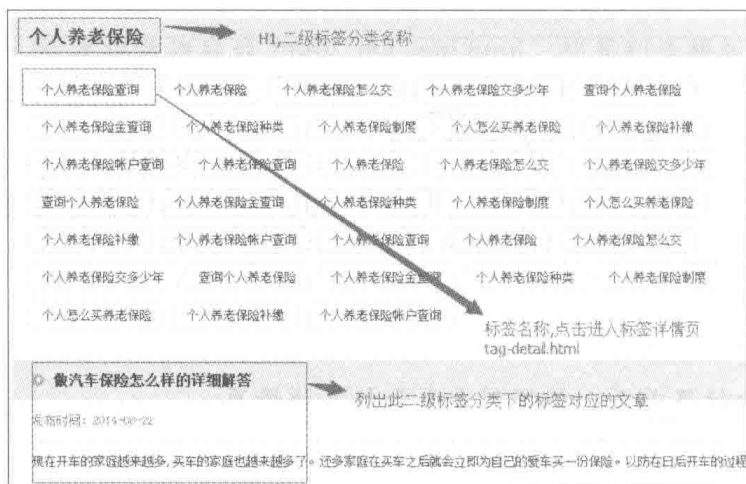 个人养老保险
H1,二级标签分类名称
个人养老保险查询 个人养老保险 个人养老保险怎么交 个人养老保险交多少年 查询个人养老保险
个人养老保险金查询 个人养老保险种类 个人养老保险制度 个人怎么买养老保险 个人养老保险补缴
个人养老保险帐户查询 个人养老保险查询 个人养老保险 个人养老保险怎么交 个人养老保险交多少年
查询个人养老保险 个人养老保险金查询 个人养老保险种类 个人养老保险制度 个人怎么买养老保险
个人养老保险补缴 个人养老保险帐户查询 个人养老保险查询 个人养老保险 个人养老保险怎么交
个人养老保险交多少年 查询个人养老保险 个人养老保险金查询 个人养老保险种类 个人养老保险制度
个人怎么买养老保险 个人养老保险补缴 个人养老保险帐户查询
标签名称,点击进入标签详情页
tag-detail.html
做汽车保险怎么样的详细解答
列出此二级标签分类下的标签对应的文章
发布时间:
现在开车的家庭越来越多,买车的家庭也越来越多了。还多家庭在买车之后就会立即为自己的爱车买一份保险。以防在日后开车的过程